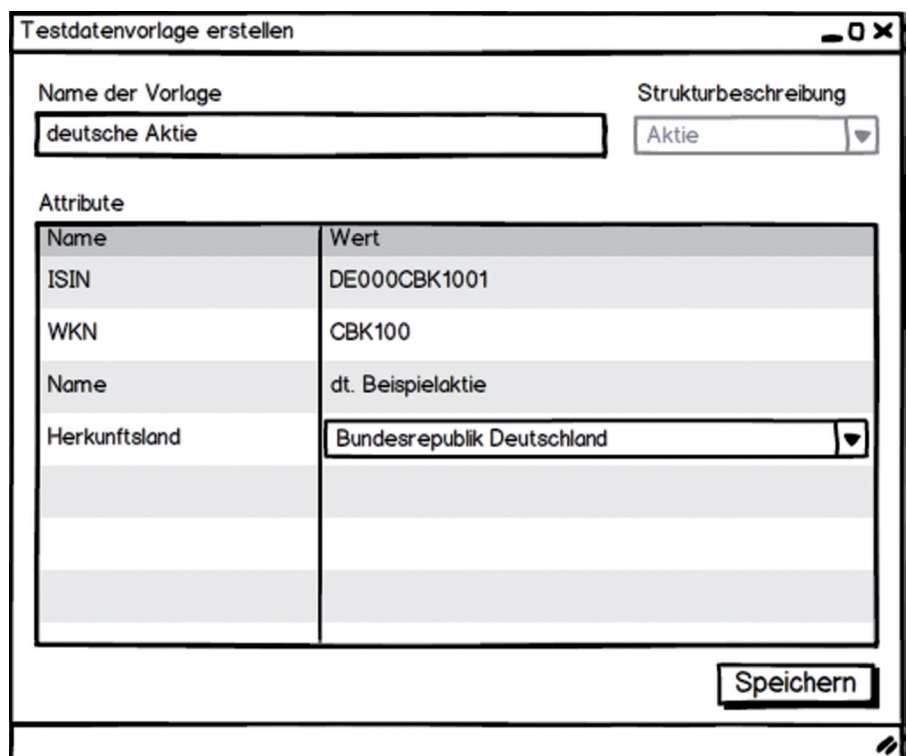 Testdatenvorlage erstellen
Name der Vorlage
Strukturbeschreibung
deutsche Aktie
Aktie
Attribute
Name
Wert
ISIN
DE000CBK1001
WKN
CBK100
Name
dt. Beispielaktie
Herkunftsland
Bundesrepublik Deutschland
Speichern